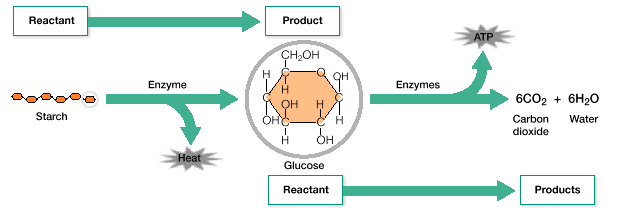 Reactant
Product
ATP
CH₂OH
C
O
H
H
OH
C
OH
H
C
OH
C
H
C
H
H
OH
Enzyme
Enzymes
Starch
Heat
Glucose
6CO₂ + 6H₂O
Carbon
dioxide
Water
Reactant
Products